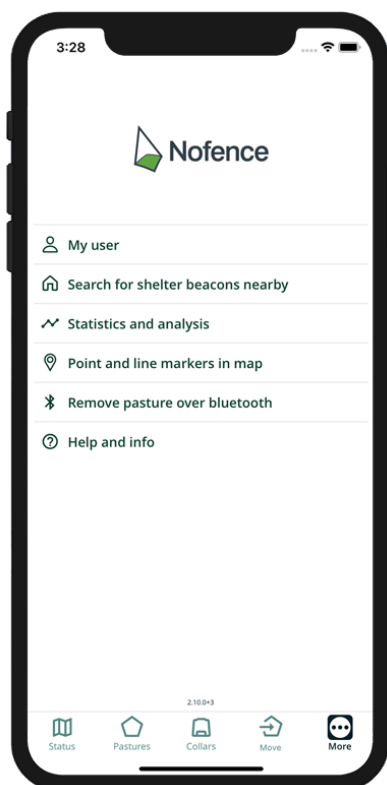 3:28
Nofence
My user
Search for shelter beacons nearby
Statistics and analysis
Point and line markers in map
Remove pasture over bluetooth
Help and info
2.10.0+3
Status Pastures Collars Move More